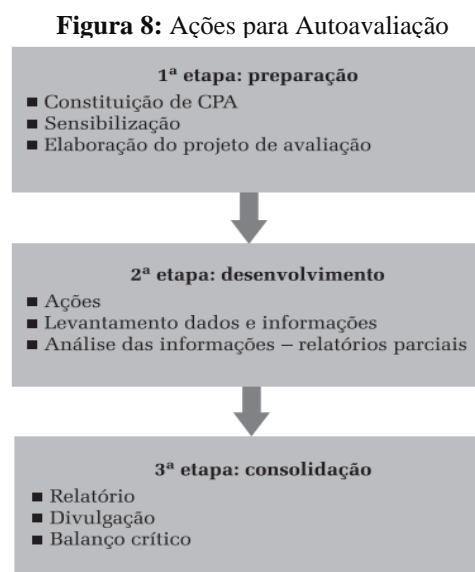 Figura 8: Ações para Autoavaliação
1ª etapa: preparação
■ Constituição de CPA
■ Sensibilização
■ Elaboração do projeto de avaliação
2ª etapa: desenvolvimento
■ Ações
■ Levantamento dados e informações
■ Análise das informações – relatórios parciais
3ª etapa: consolidação
■ Relatório
■ Divulgação
■ Balanço crítico